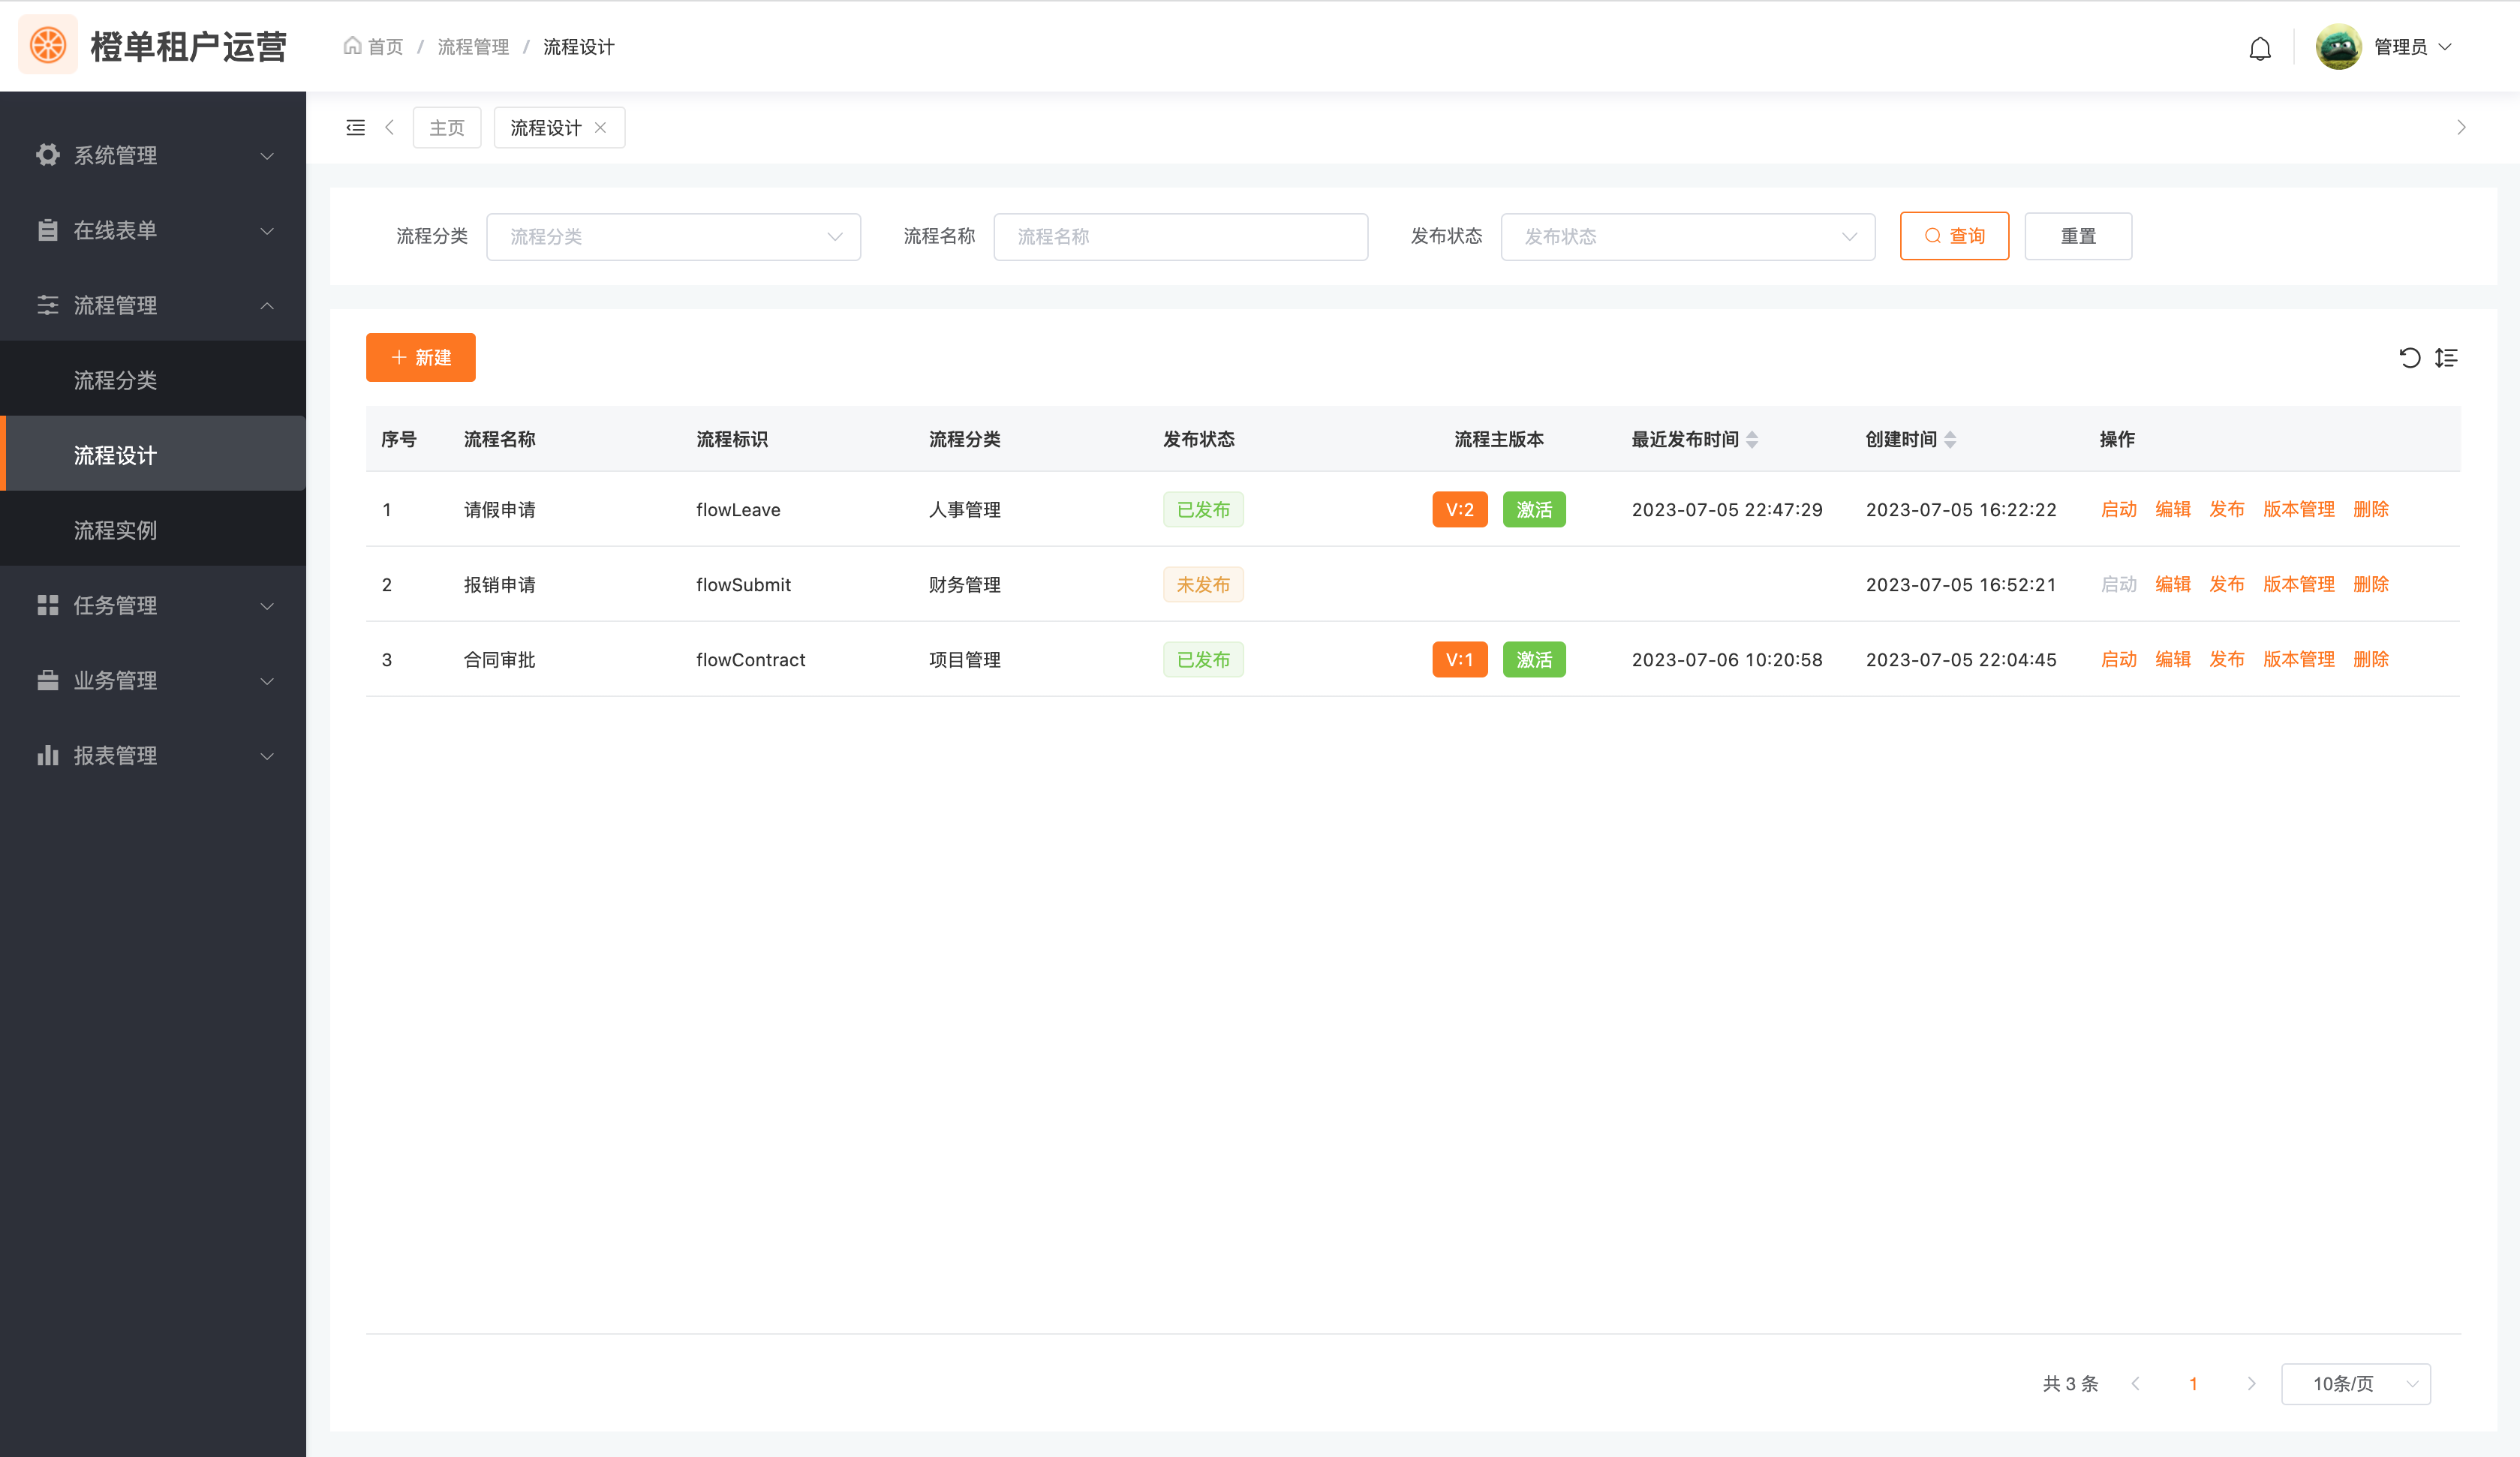 橙单租户运营
首页 / 流程管理 / 流程设计
管理员
系统管理
在线表单
流程管理
流程分类
流程设计
流程实例
任务管理
业务管理
报表管理
主页 流程设计
流程分类 流程分类 流程名称 流程名称 发布状态 发布状态 查询 重置
新建
序号 流程名称 流程标识 流程分类 发布状态 流程主版本 最近发布时间 创建时间 操作
1 请假申请 flowLeave 人事管理 已发布 V:2 激活 2023-07-05 22:47:29 2023-07-05 16:22:22 启动 编辑 发布 版本管理 删除
2 报销申请 flowSubmit 财务管理 未发布 2023-07-05 16:52:21 启动 编辑 发布 版本管理 删除
3 合同审批 flowContract 项目管理 已发布 V:1 激活 2023-07-06 10:20:58 2023-07-05 22:04:45 启动 编辑 发布 版本管理 删除
共 3 条 1 10条/页